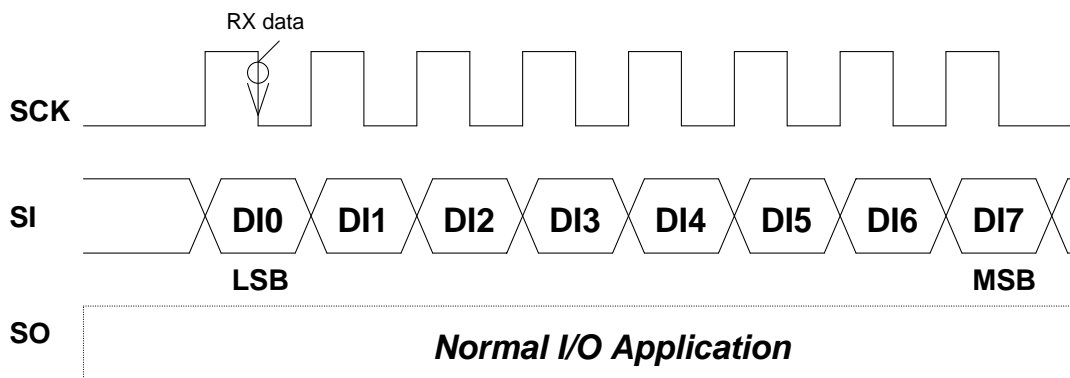 RX data
SCK
SI DI0 DI1 DI2 DI3 DI4 DI5 DI6 DI7
LSB MSB
SO Normal I/O Application